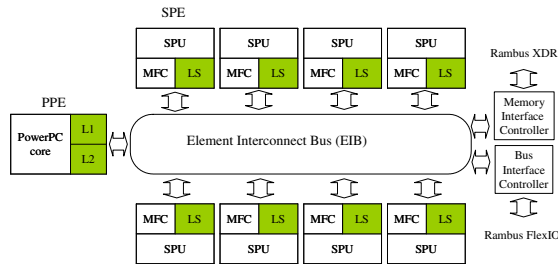 SPE
SPU SPU SPU SPU
MFC LS MFC LS MFC LS MFC LS
Rambus XDR
PPE
PowerPC
core
L1
L2
Element Interconnect Bus (EIB)
Memory
Interface
Controller
Bus
Interface
Controller
MFC LS MFC LS MFC LS MFC LS
SPU SPU SPU SPU
Rambus FlexIO